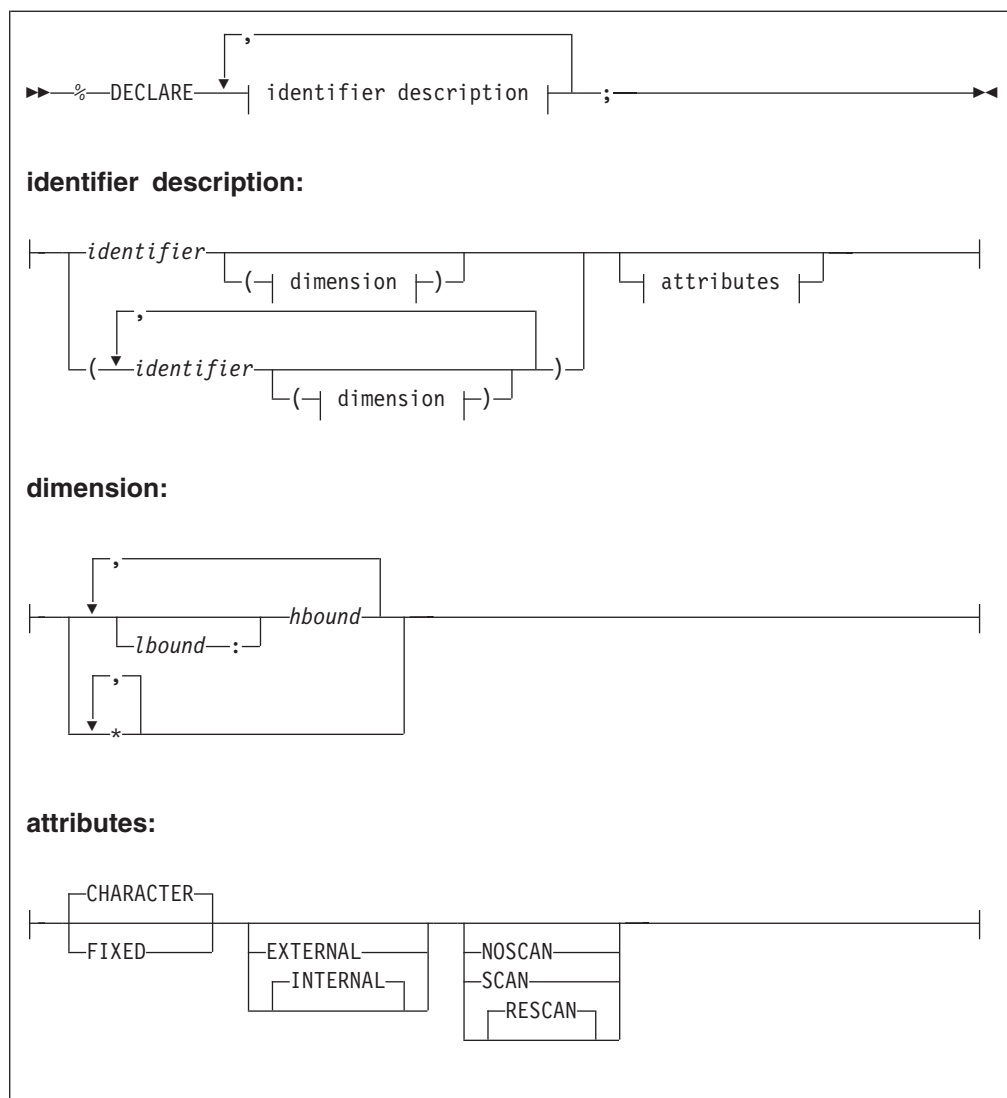 ,
% DECLARE identifier description ;
identifier description:
identifier ( dimension ) attributes
,
( identifier ( dimension ) )
dimension:
,
lbound : hbound
,
*
attributes:
CHARACTER
FIXED EXTERNAL NOSCAN
INTERNAL SCAN
RESCAN